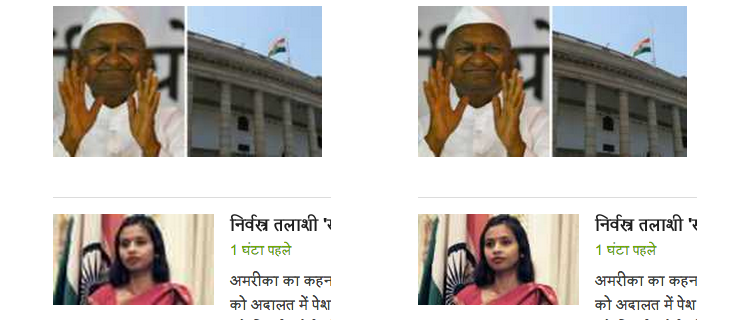 निर्वस्त्र तलाशी
1 घंटा पहले
अमरीका का कहन
को अदालत में पेश
निर्वस्त्र तलाशी
1 घंटा पहले
अमरीका का कहन
को अदालत में पेश